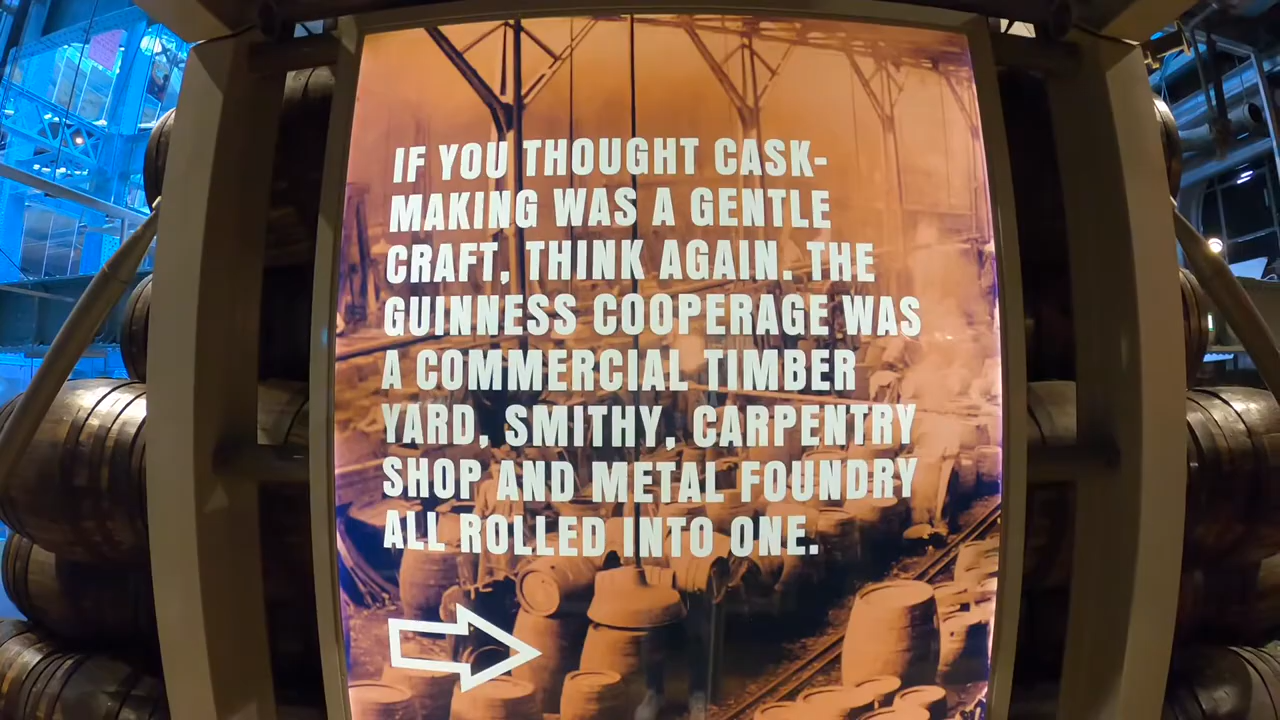 IF YOU THOUGHT CASK-
MAKING WAS A GENTLE
CRAFT, THINK AGAIN. THE
GUINNESS COOPERAGE WAS
A COMMERCIAL TIMBER
YARD, SMITHY, CARPENTRY
SHOP AND METAL FOUNDRY
ALL ROLLED INTO ONE.